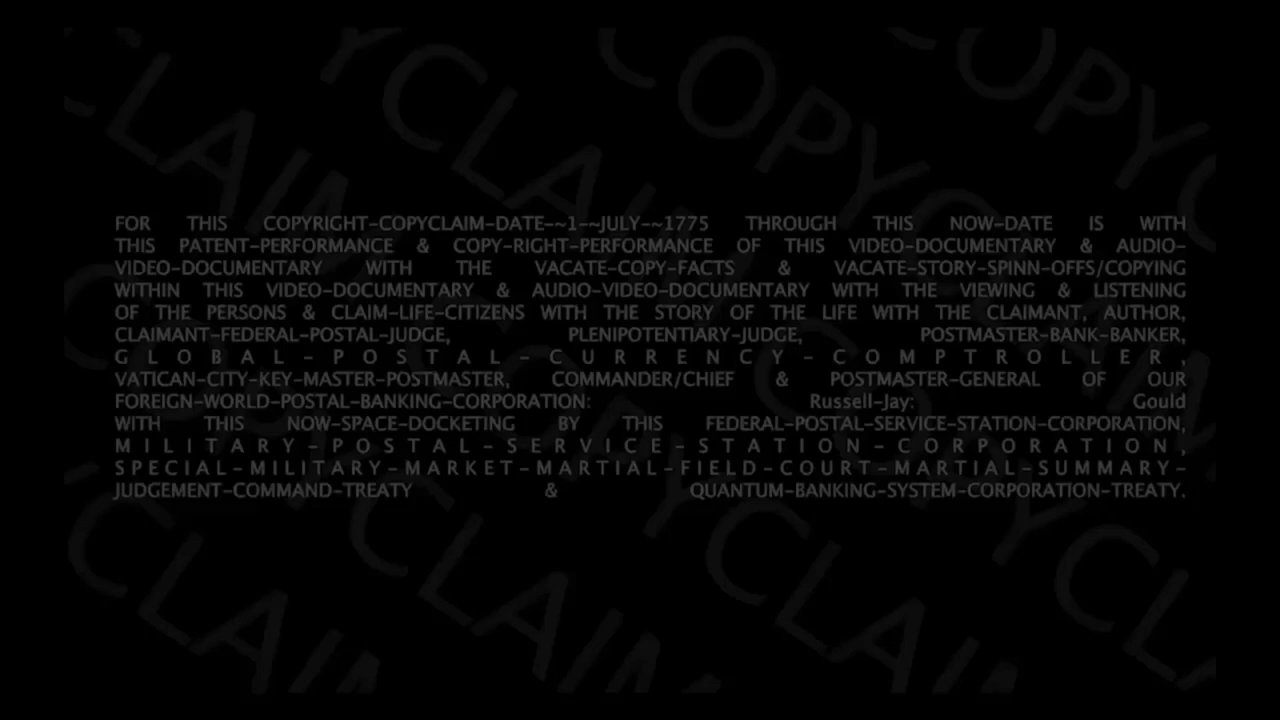 FOR THIS COPYRIGHT-COPYCLAIM-DATE-~1-~JULY-~1775 THROUGH THIS NOW-DATE IS WITH
THIS PATENT-PERFORMANCE & COPY-RIGHT-PERFORMANCE OF THIS VIDEO-DOCUMENTARY & AUDIO-
VIDEO-DOCUMENTARY WITH THE VACATE-COPY-FACTS & VACATE-STORY-SPINN-OFFS/COPYING
WITHIN THIS VIDEO-DOCUMENTARY & AUDIO-VIDEO-DOCUMENTARY WITH THE VIEWING & LISTENING
OF THE PERSONS & CLAIM-LIFE-CITIZENS WITH THE STORY OF THE LIFE WITH THE CLAIMANT, AUTHOR,
CLAIMANT-FEDERAL-POSTAL-JUDGE, PLENIPOTENTIARY-JUDGE, POSTMASTER-BANK-BANKER,
GLOBAL-POSTAL-CURRENCY-COMPTROLLER,
VATICAN-CITY-KEY-MASTER-POSTMASTER, COMMANDER/CHIEF & POSTMASTER-GENERAL OF OUR
FOREIGN-WORLD-POSTAL-BANKING-CORPORATION: Russell-Jay: Gould
WITH THIS NOW-SPACE-DOCKETING BY THIS FEDERAL-POSTAL-SERVICE-STATION-CORPORATION,
MILITARY-POSTAL-SERVICE-STATION-CORPORATION,
SPECIAL-MILITARY-MARKET-MARTIAL-FIELD-COURT-MARTIAL-SUMMARY-
JUDGEMENT-COMMAND-TREATY & QUANTUM-BANKING-SYSTEM-CORPORATION-TREATY.
COPYCLAIM